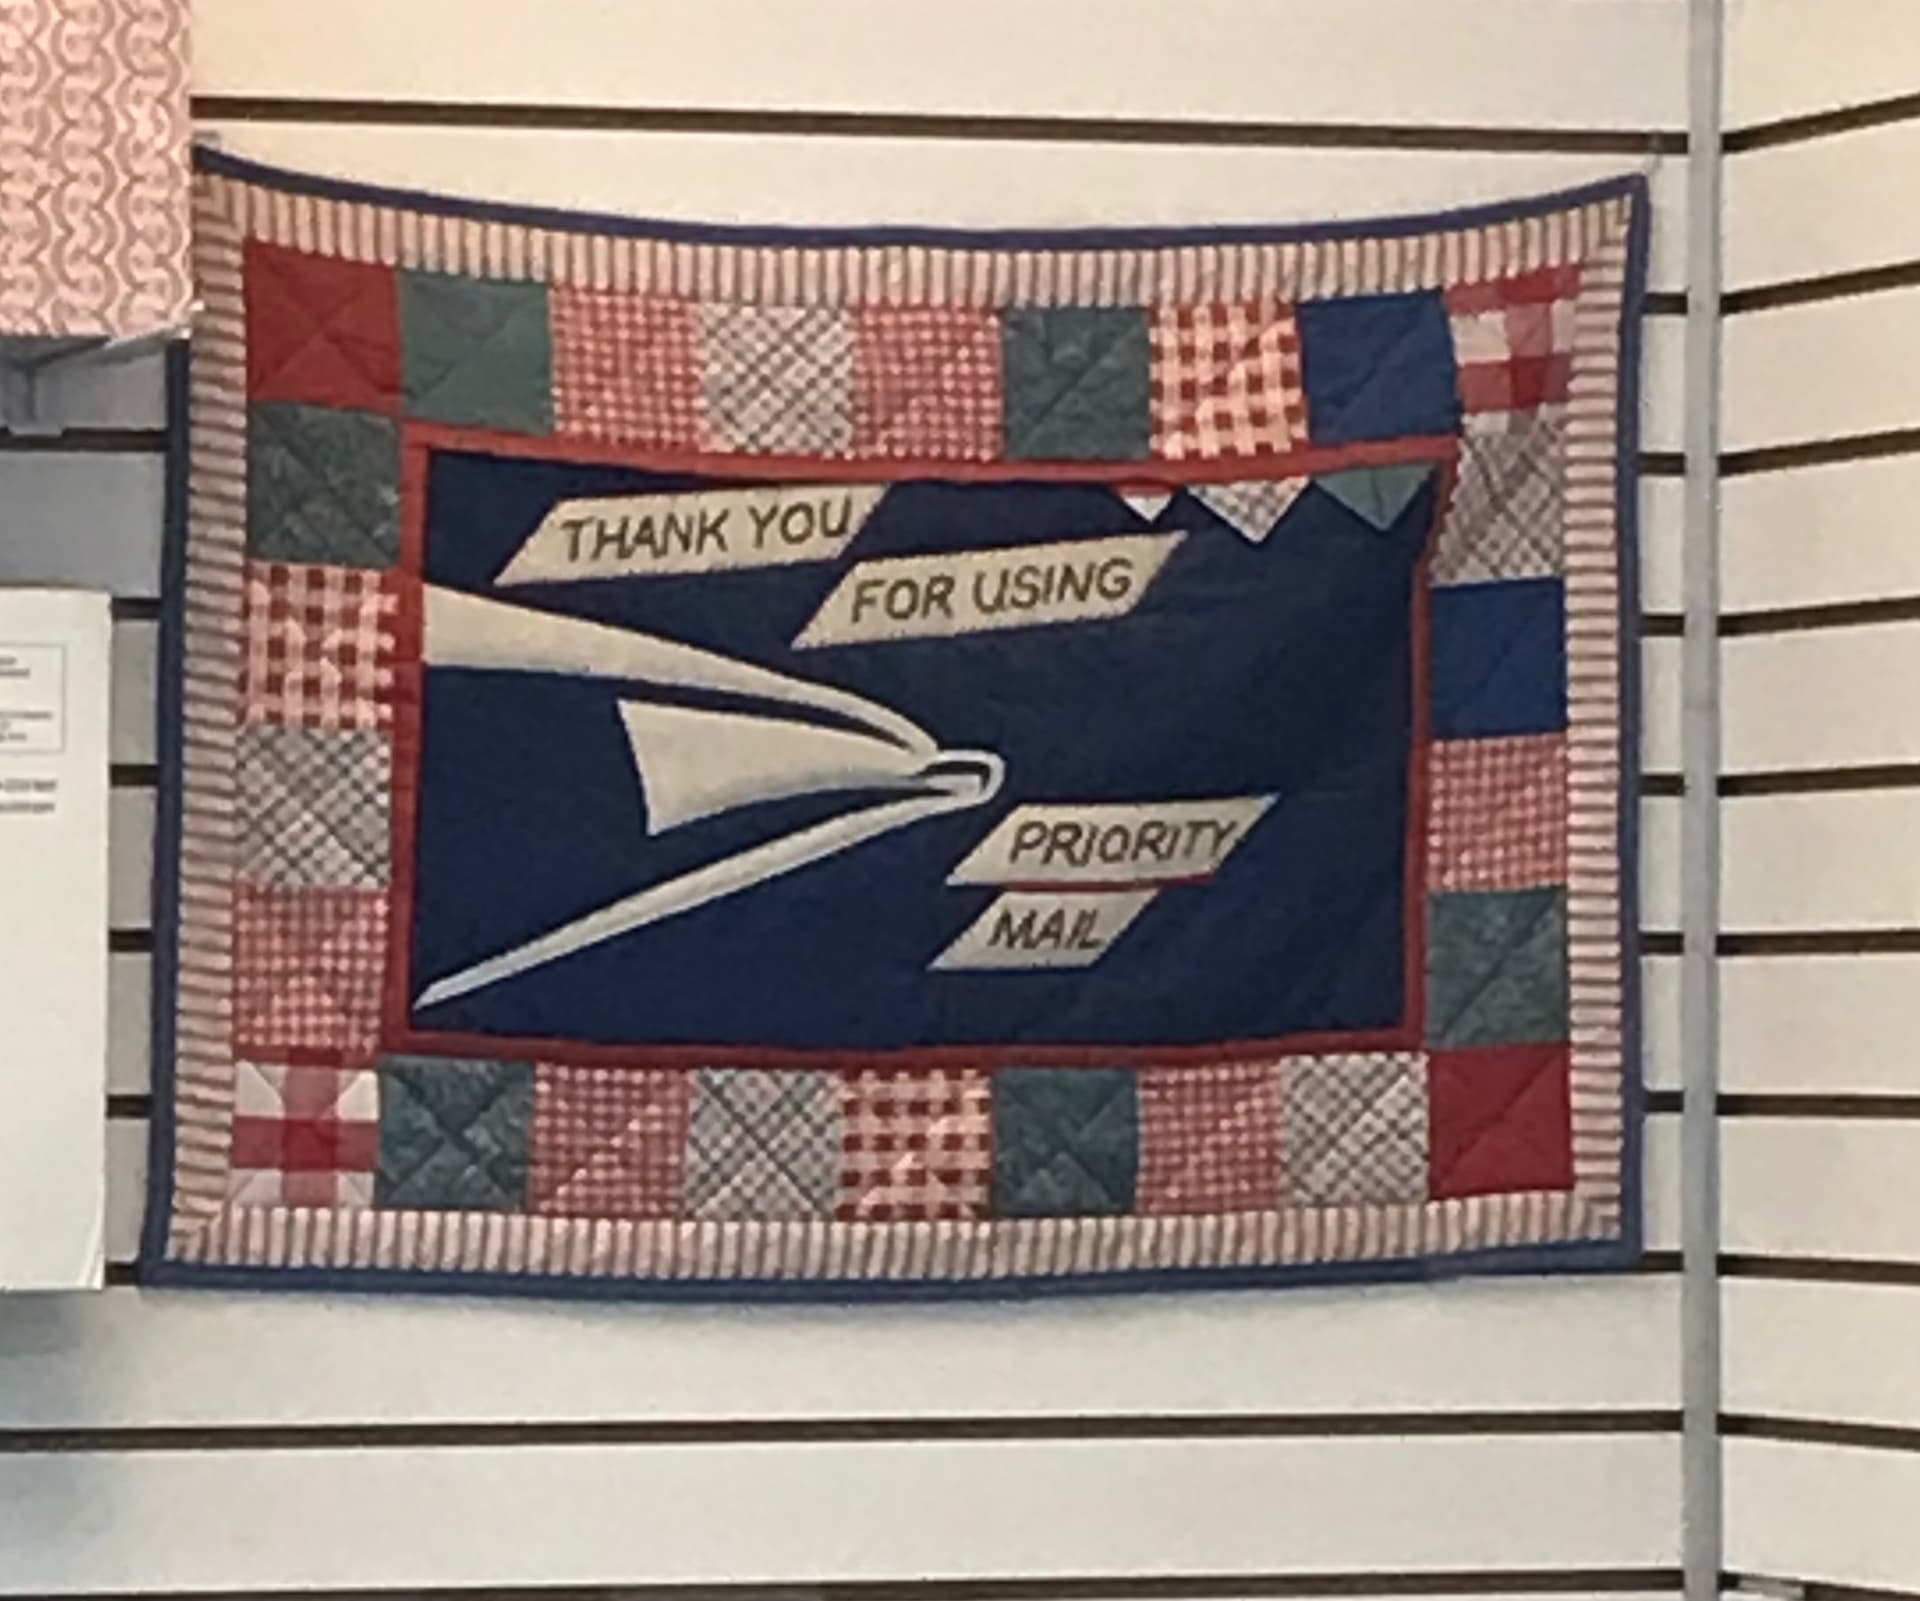 THANK YOU
FOR USING
PRIORITY
MAIL